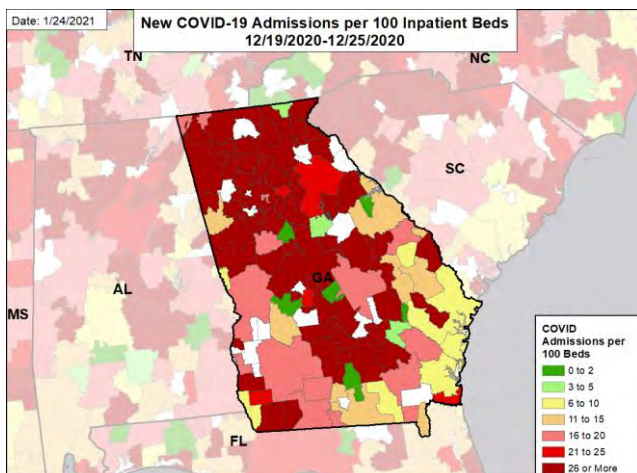 Date: 1/24/2021
New COVID-19 Admissions per 100 Inpatient Beds
12/19/2020-12/25/2020
TN
NC
SC
GA
AL
MS
FL
COVID
Admissions per
100 Beds
0 to 2
3 to 5
6 to 10
11 to 15
16 to 20
21 to 25
26 or More